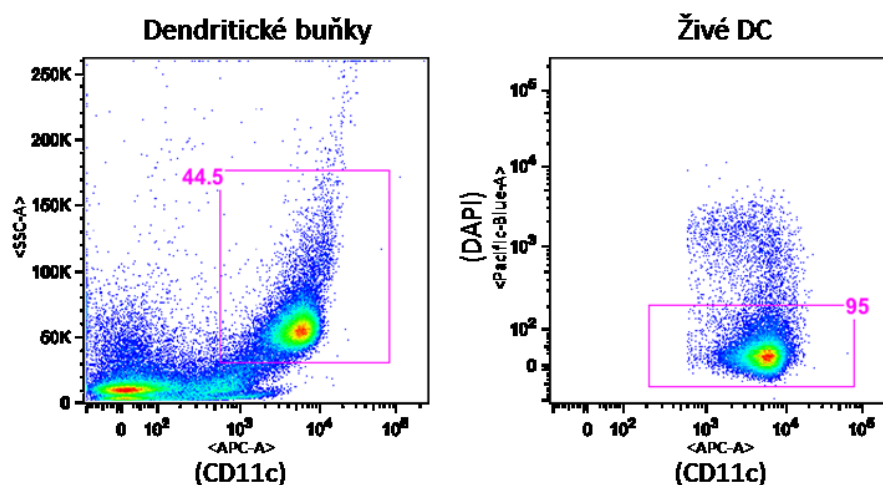 Dendritické buňky
250K
200K
150K
100K
50K
0
<SSC-A>
44.5
0 10² 10³ 10⁴ 10⁵
<APC-A>
(CD11c)
Živé DC
10⁵
10⁴
10³
10²
0
(DAPI)
<Pacific-Blue-A>
95
0 10² 10³ 10⁴ 10⁵
<APC-A>
(CD11c)